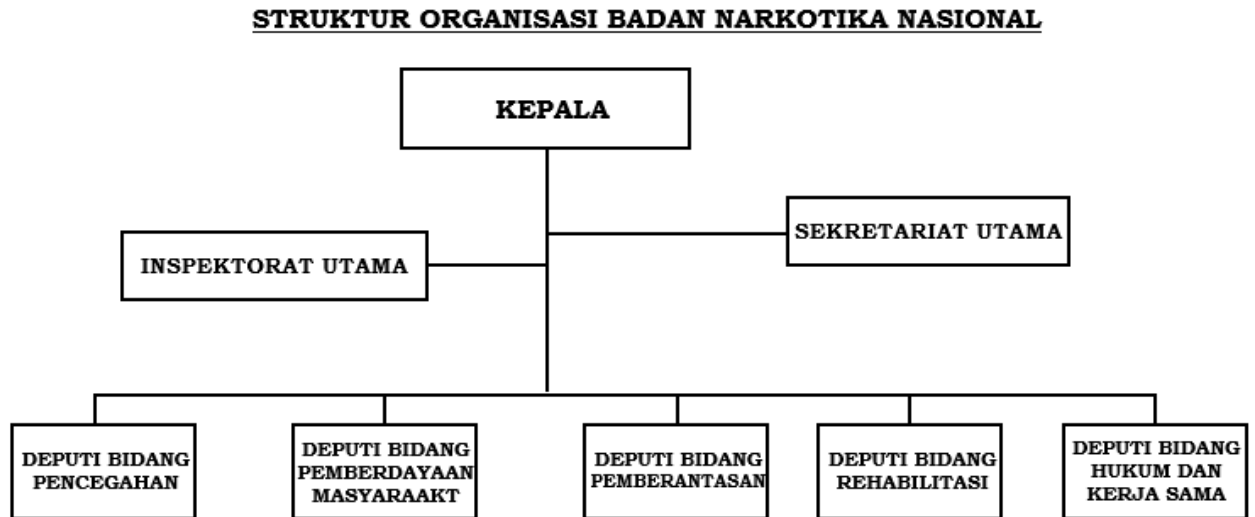 STRUKTUR ORGANISASI BADAN NARKOTIKA NASIONAL
KEPALA
SEKRETARIAT UTAMA
INSPEKTORAT UTAMA
DEPUTI BIDANG
PENCEGAHAN
DEPUTI BIDANG
PEMBERDAYAAN
MASYARAAKT
DEPUTI BIDANG
PEMBERANTASAN
DEPUTI BIDANG
REHABILITASI
DEPUTI BIDANG
HUKUM DAN
KERJA SAMA